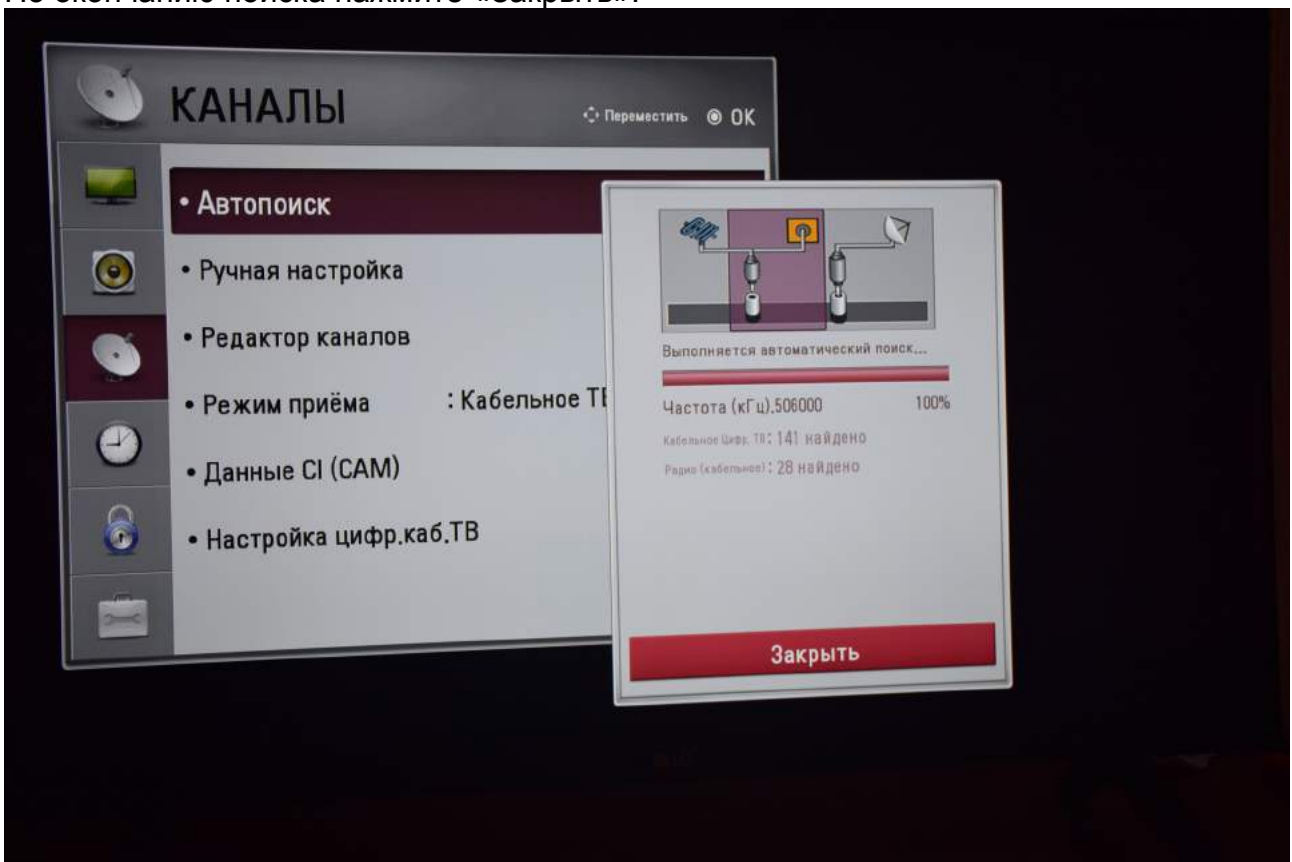 По окончанию поиска нажмите «Закрыть».
КАНАЛЫ
Переместить OK
• Автопоиск
• Ручная настройка
• Редактор каналов
• Режим приёма : Кабельное ТВ
• Данные CI (CAM)
• Настройка цифр.каб.ТВ
Выполняется автоматический поиск...
Частота (кГц).506000 100%
Кабельное Цифр. ТВ: 141 найдено
Радио (кабельное): 28 найдено
Закрыть
LG